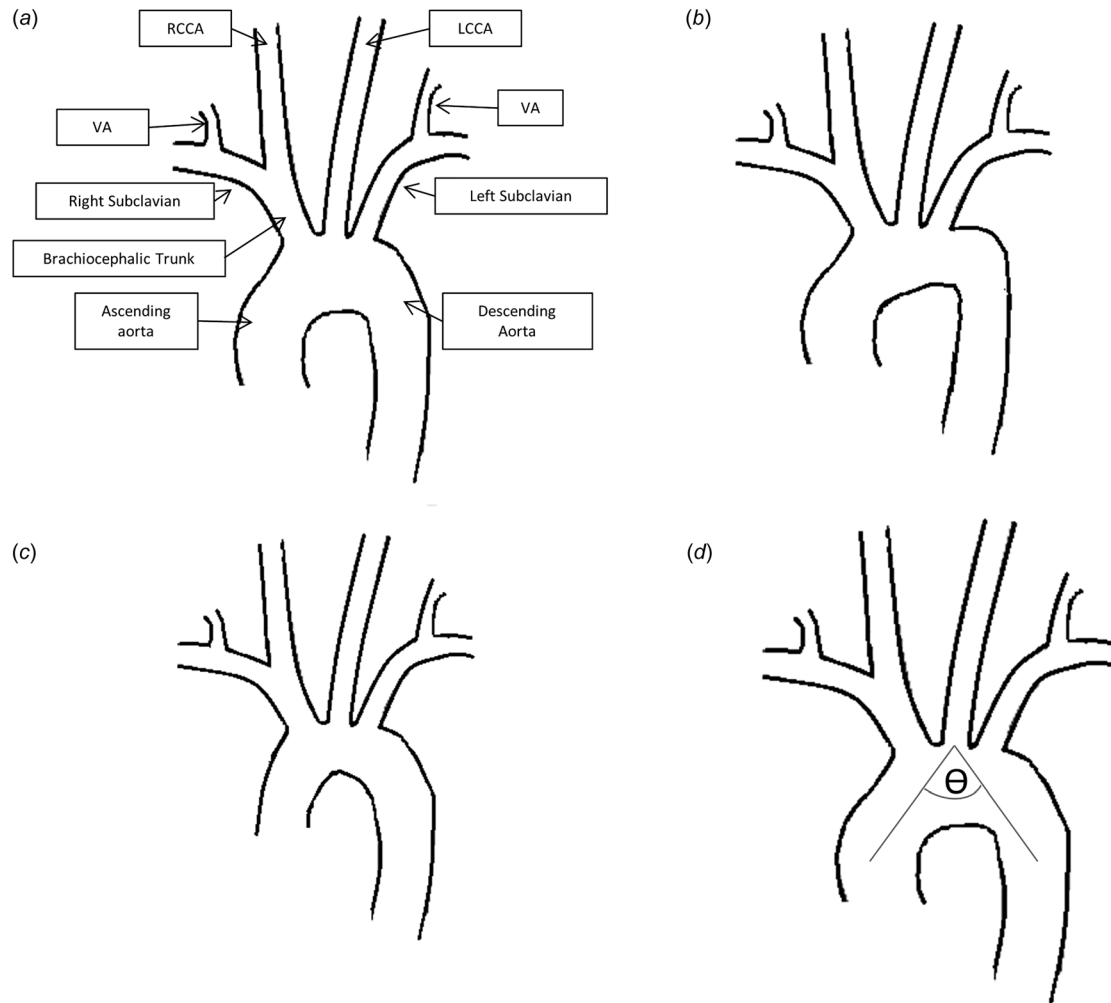 (a)
(b)
RCCA
LCCA
VA
VA
Right Subclavian
Left Subclavian
Brachiocephalic Trunk
Ascending
aorta
Descending
Aorta
(c)
(d)
Θ